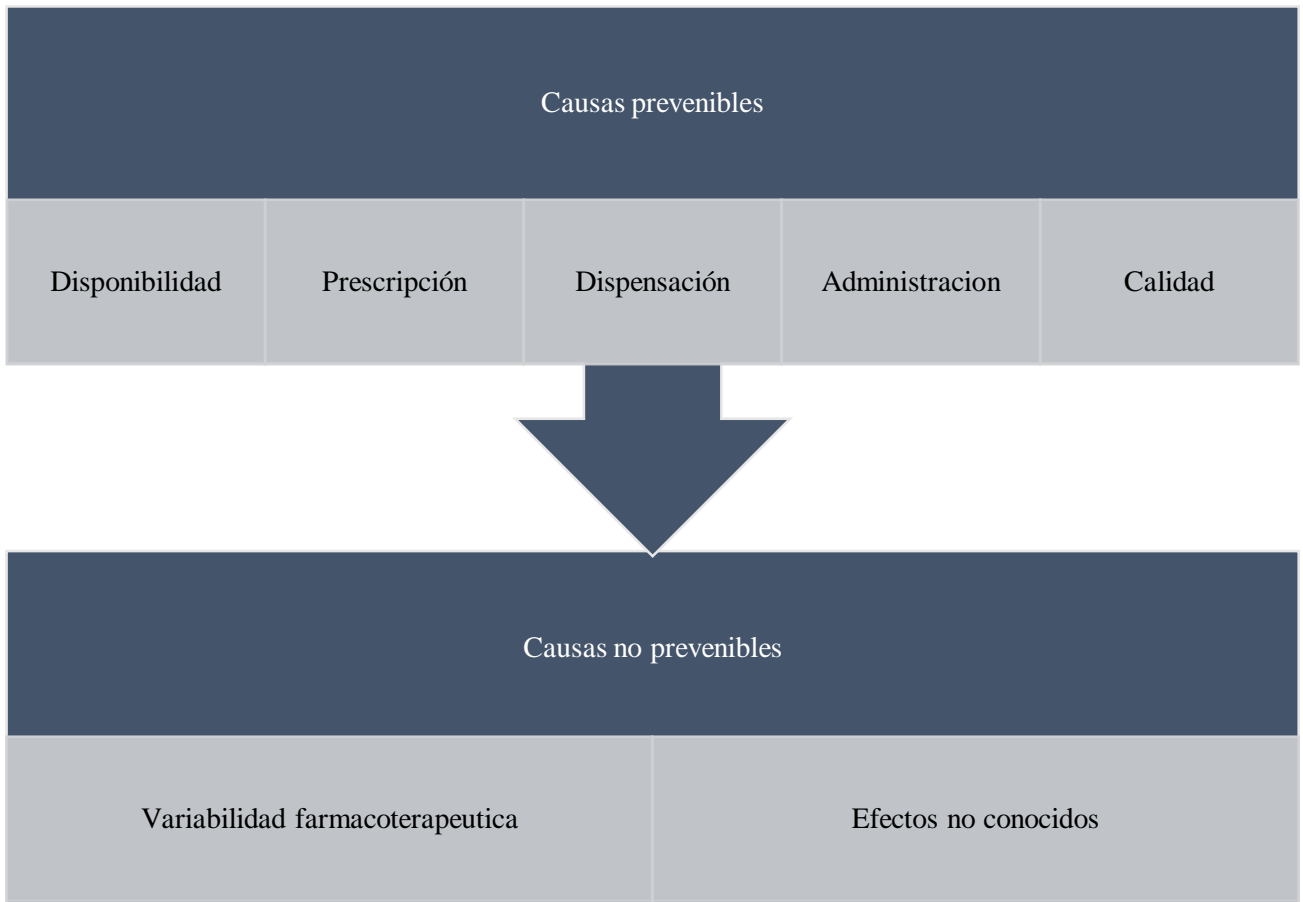 Causas prevenibles
Disponibilidad
Prescripción
Dispensación
Administracion
Calidad
Causas no prevenibles
Variabilidad farmacoterapeutica
Efectos no conocidos